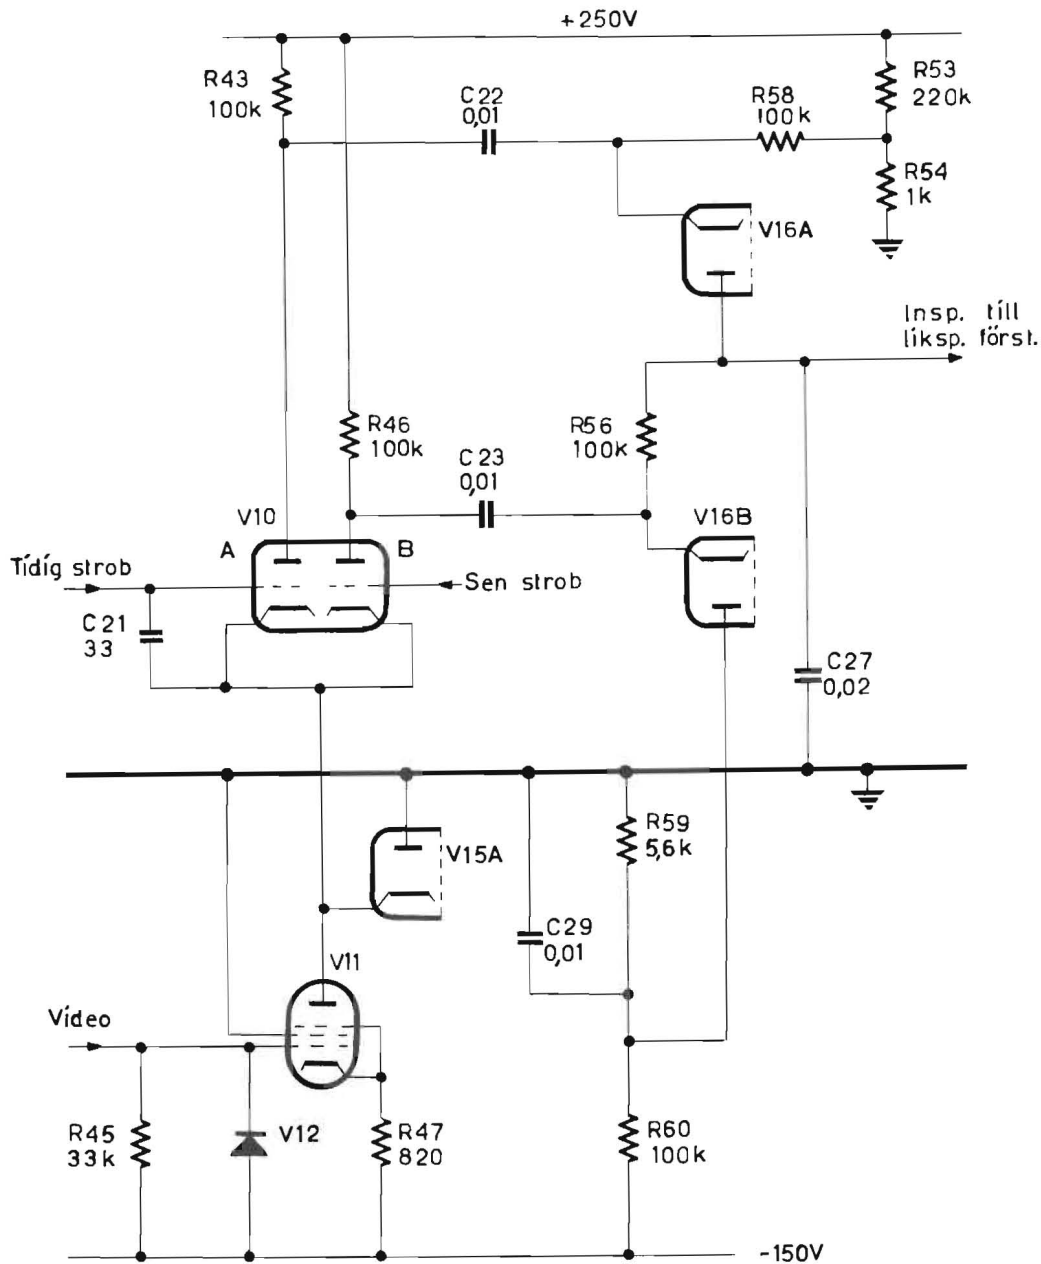 +250V
R43
100k
C22
0,01
R58
100k
R53
220k
R54
1k
V16A
Insp. till
liksp. först.
R46
100k
R56
100k
C23
0,01
V10
A
B
V16B
Tidig strob
Sen strob
C21
33
C27
0,02
R59
5,6k
V15A
C29
0,01
V11
Video
R45
33k
V12
R47
820
R60
100k
-150V